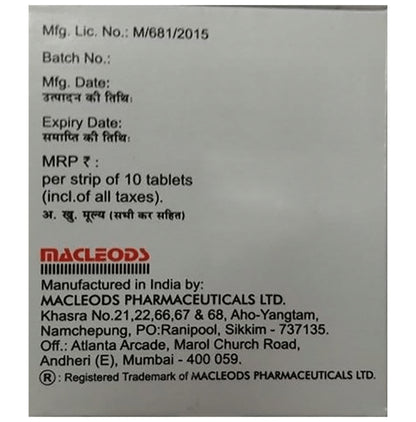 Mfg. Lic. No.: M/681/2015
Batch No.:
Mfg. Date:
उत्पादन की तिथि:
Expiry Date:
समाप्ति की तिथि:
MRP ₹ :
per strip of 10 tablets
(incl.of all taxes).
अ. खु. मूल्य (सभी कर सहित)
MACLEODS
Manufactured in India by:
MACLEODS PHARMACEUTICALS LTD.
Khasra No.21,22,66,67 & 68, Aho-Yangtam,
Namchepung, PO:Ranipool, Sikkim - 737135.
Off.: Atlanta Arcade, Marol Church Road,
Andheri (E), Mumbai - 400 059.
® : Registered Trademark of MACLEODS PHARMACEUTICALS LTD.